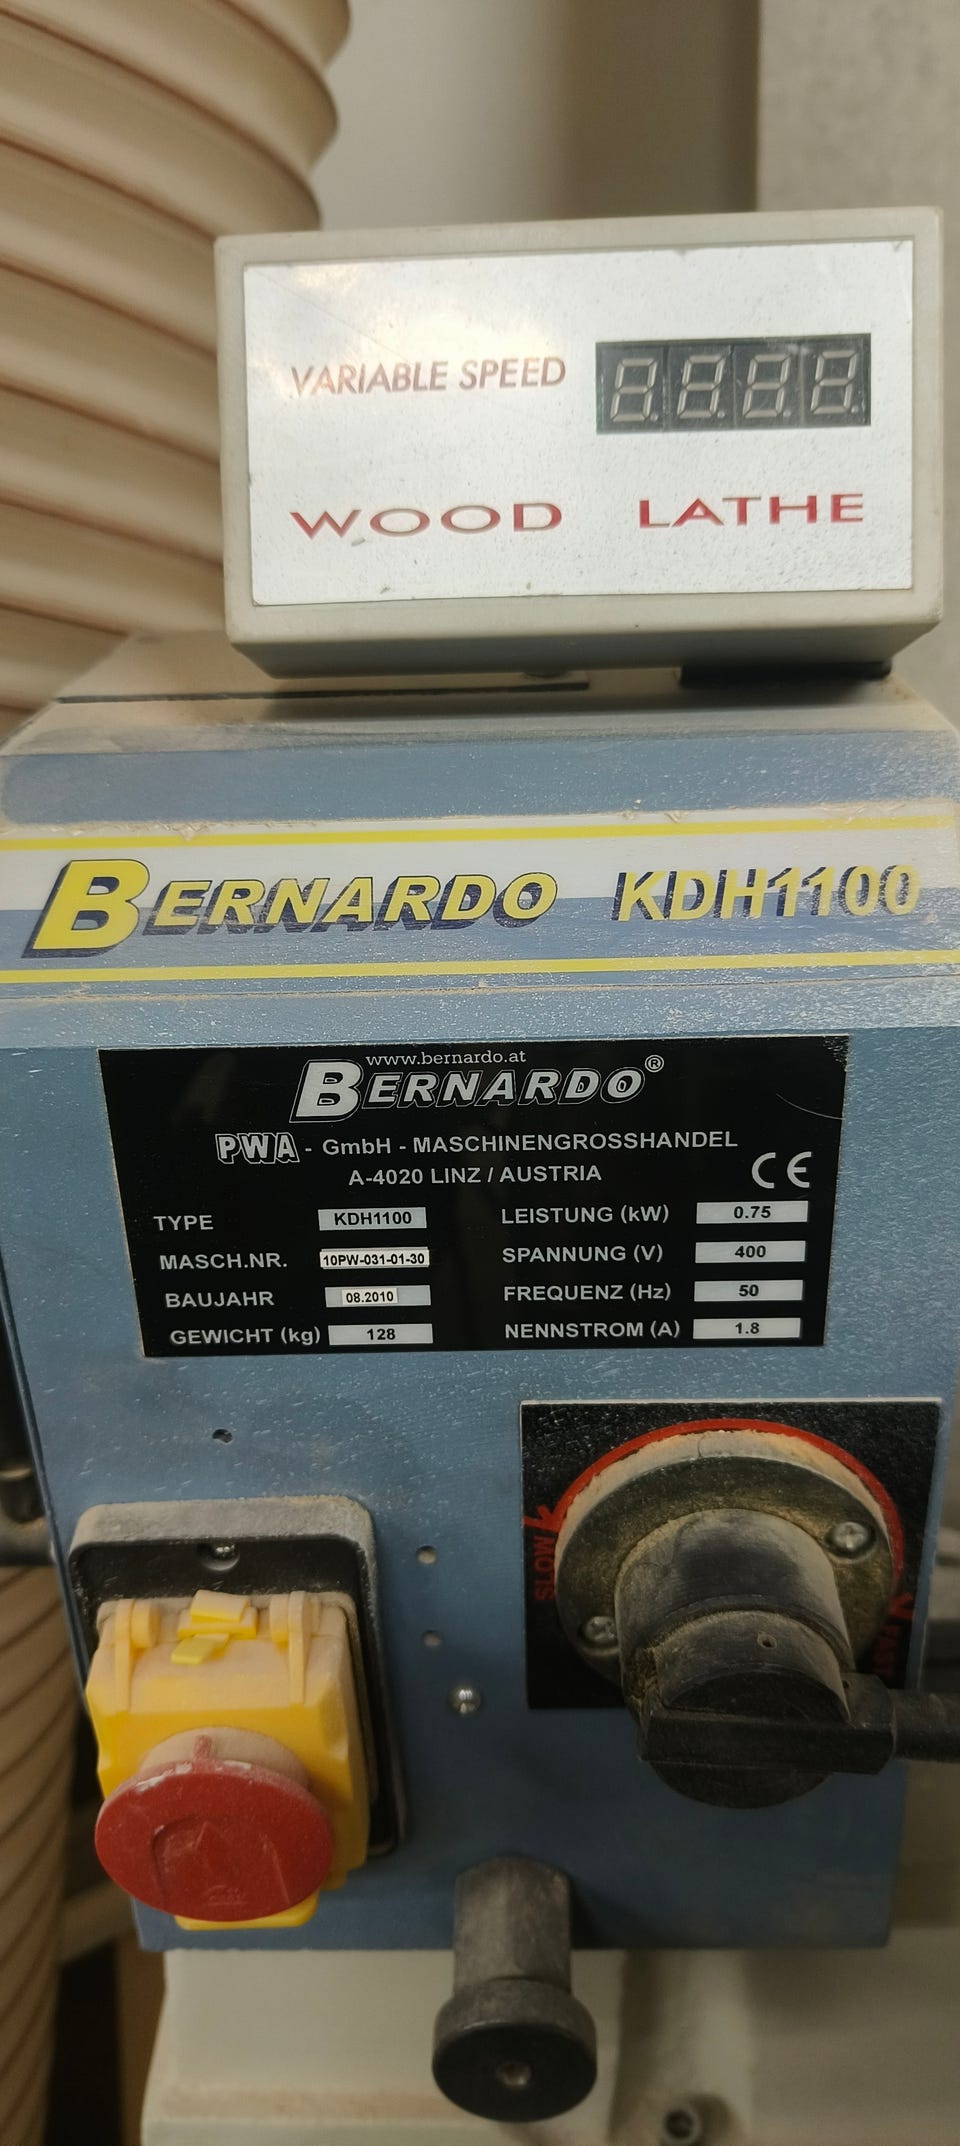 VARIABLE SPEED
WOOD LATHE
BERNARDO KDH1100
www.bernardo.at
BERNARDO®
PWA - GmbH - MASCHINENGROSSHANDEL
A-4020 LINZ / AUSTRIA
CE
TYPE KDH1100 LEISTUNG (kW) 0.75
MASCH.NR. 10PW-031-01-30 SPANNUNG (V) 400
BAUJAHR 08.2010 FREQUENZ (Hz) 50
GEWICHT (kg) 128 NENNSTROM (A) 1.8
SLOW
FAST